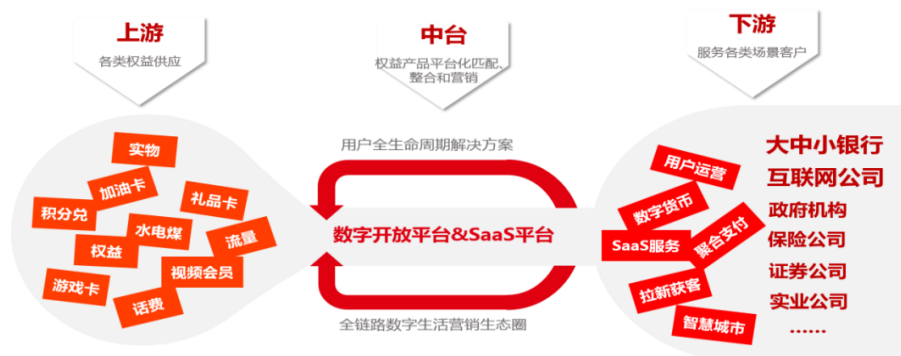 上游
各类权益供应
中台
权益产品平台化匹配、
整合和营销
下游
服务各类场景客户
实物
加油卡
礼品卡
积分兑
水电煤
流量
权益
视频会员
游戏卡
话费
用户全生命周期解决方案
数字开放平台&SaaS平台
全链路数字生活营销生态圈
用户运营
数字货币
聚合支付
SaaS服务
拉新获客
智慧城市
大中小银行
互联网公司
政府机构
保险公司
证券公司
实业公司
......